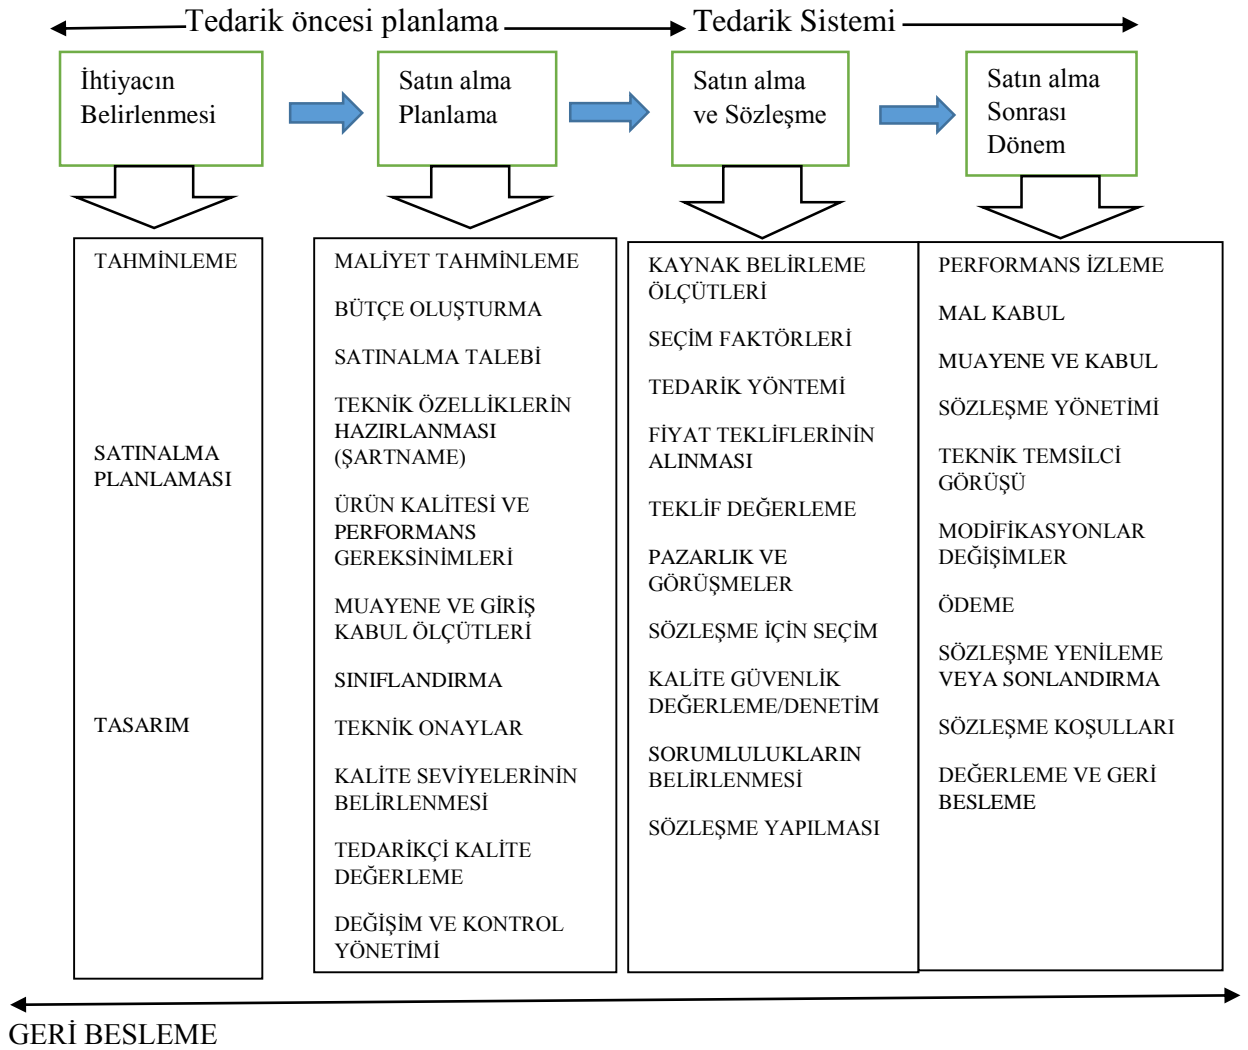 Tedarik öncesi planlama
Tedarik Sistemi
İhtiyacın
Belirlenmesi
Satın alma
Planlama
Satın alma
ve Sözleşme
Satın alma
Sonrası
Dönem
TAHMİNLEME
SATINALMA
PLANLAMASI
TASARIM
MALİYET TAHMİNLEME
BÜTÇE OLUŞTURMA
SATINALMA TALEBİ
TEKNİK ÖZELLİKLERİN
HAZIRLANMASI
(ŞARTNAME)
ÜRÜN KALİTESİ VE
PERFORMANS
GEREKSİNİMLERİ
MUAYENE VE GİRİŞ
KABUL ÖLÇÜTLERİ
SINIFLANDIRMA
TEKNİK ONAYLAR
KALİTE SEVİYELERİNİN
BELİRLENMESİ
TEDARİKÇİ KALİTE
DEĞERLEME
DEĞİŞİM VE KONTROL
YÖNETİMİ
KAYNAK BELİRLEME
ÖLÇÜTLERİ
SEÇİM FAKTÖRLERİ
TEDARİK YÖNTEMİ
FİYAT TEKLİFLERİNİN
ALINMASI
TEKLİF DEĞERLEME
PAZARLIK VE
GÖRÜŞMELER
SÖZLEŞME İÇİN SEÇİM
KALİTE GÜVENLİK
DEĞERLEME/DENETİM
SORUMLULUKLARIN
BELİRLENMESİ
SÖZLEŞME YAPILMASI
PERFORMANS İZLEME
MAL KABUL
MUAYENE VE KABUL
SÖZLEŞME YÖNETİMİ
TEKNİK TEMSİLCİ
GÖRÜŞÜ
MODİFİKASYONLAR
DEĞİŞİMLER
ÖDEME
SÖZLEŞME YENİLEME
VEYA SONLANDIRMA
SÖZLEŞME KOŞULLARI
DEĞERLEME VE GERİ
BESLEME
GERİ BESLEME